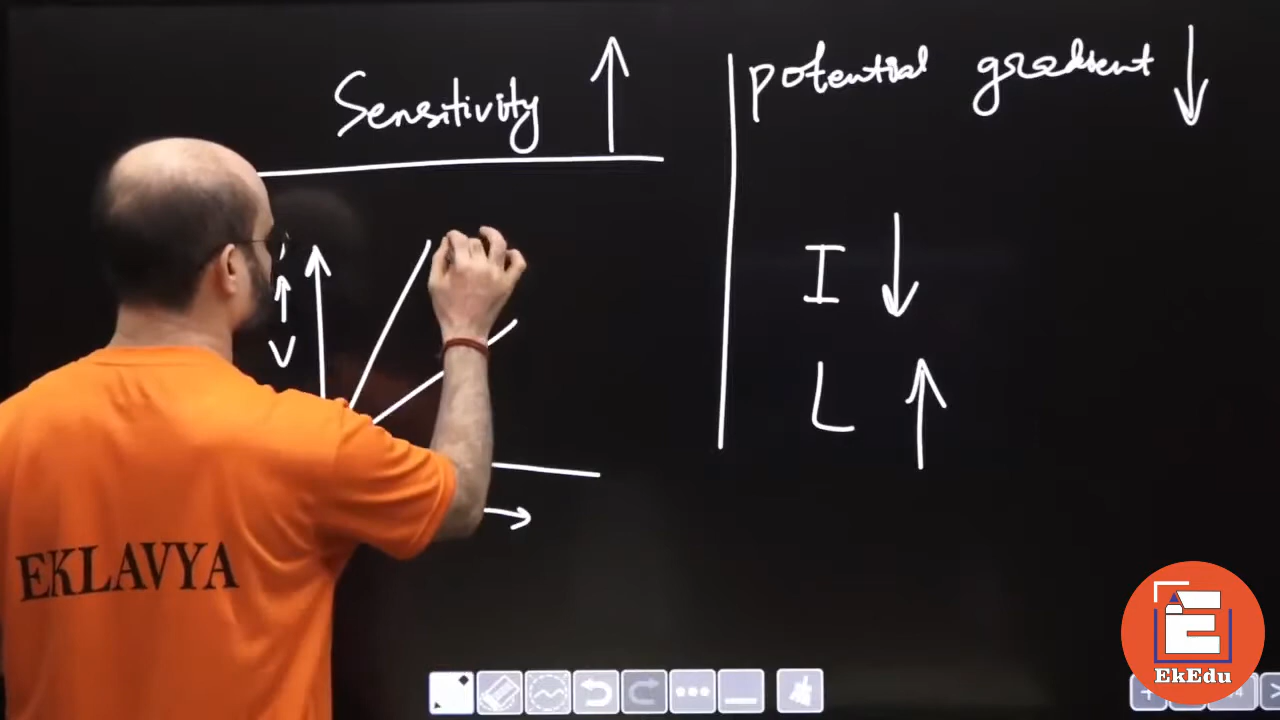 Sensitivity ↑
potential gradient ↓
I ↓
L ↑
↑
V
→
EKLAVYA
E
EkEdu